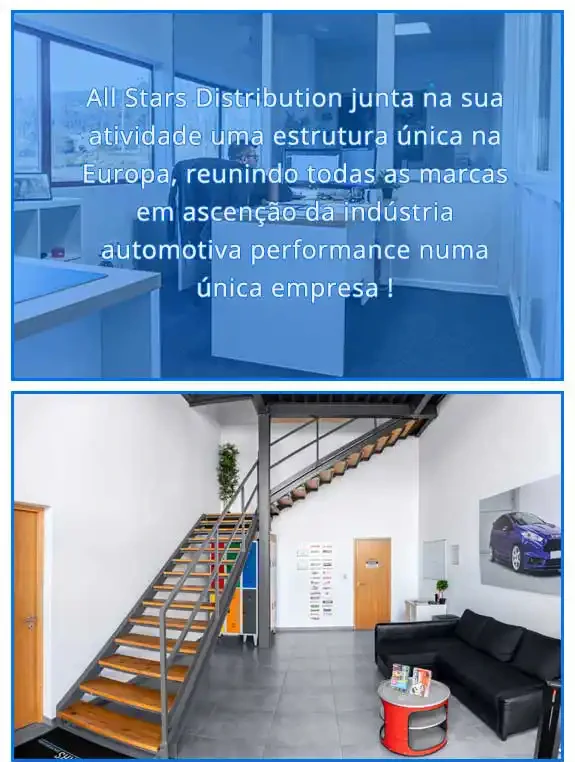 All Stars Distribution junta na sua
atividade uma estrutura única na
Europa, reunindo todas as marcas
em ascenção da indústria
automotiva performance numa
única empresa !